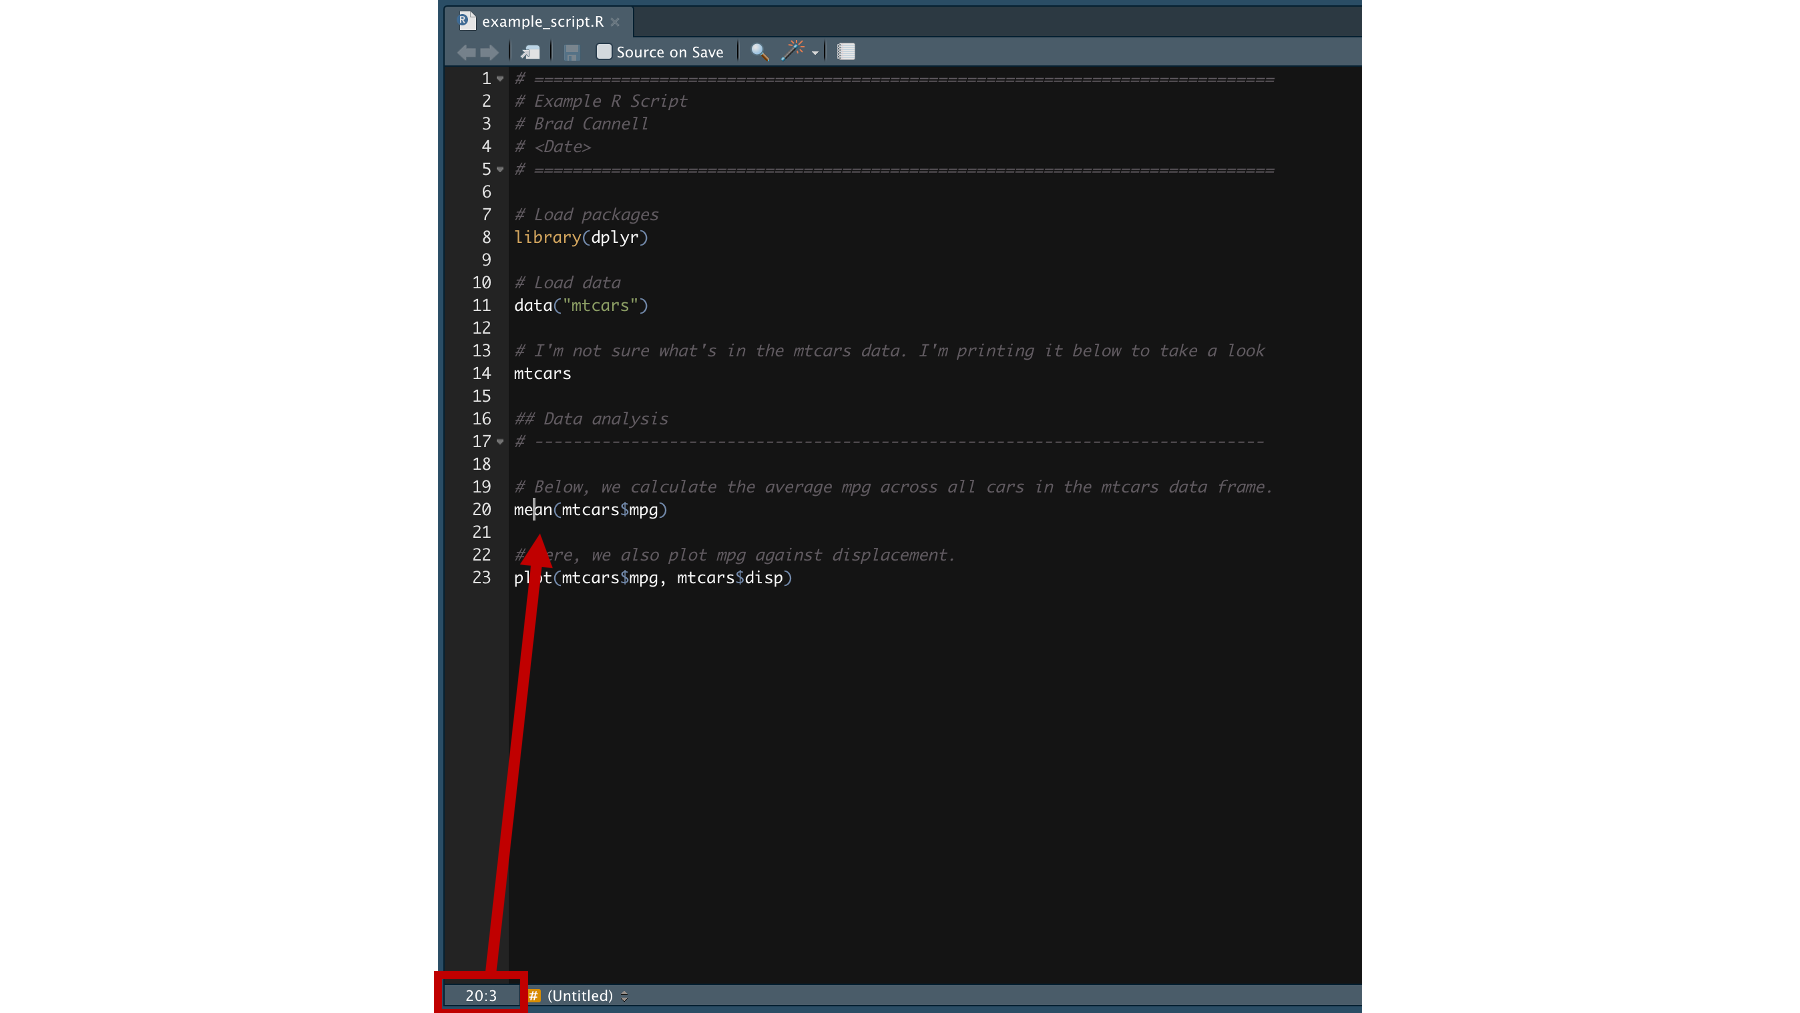 example_script.R
Source on Save
1 # =============================================================================
2 # Example R Script
3 # Brad Cannell
4 # <Date>
5 # =============================================================================
6
7 # Load packages
8 library(dplyr)
9
10 # Load data
11 data("mtcars")
12
13 # I'm not sure what's in the mtcars data. I'm printing it below to take a look
14 mtcars
15
16 ## Data analysis
17 # ----------------------------------------------------------------------------
18
19 # Below, we calculate the average mpg across all cars in the mtcars data frame.
20 mean(mtcars$mpg)
21
22 # Here, we also plot mpg against displacement.
23 plot(mtcars$mpg, mtcars$disp)
20:3 # (Untitled)